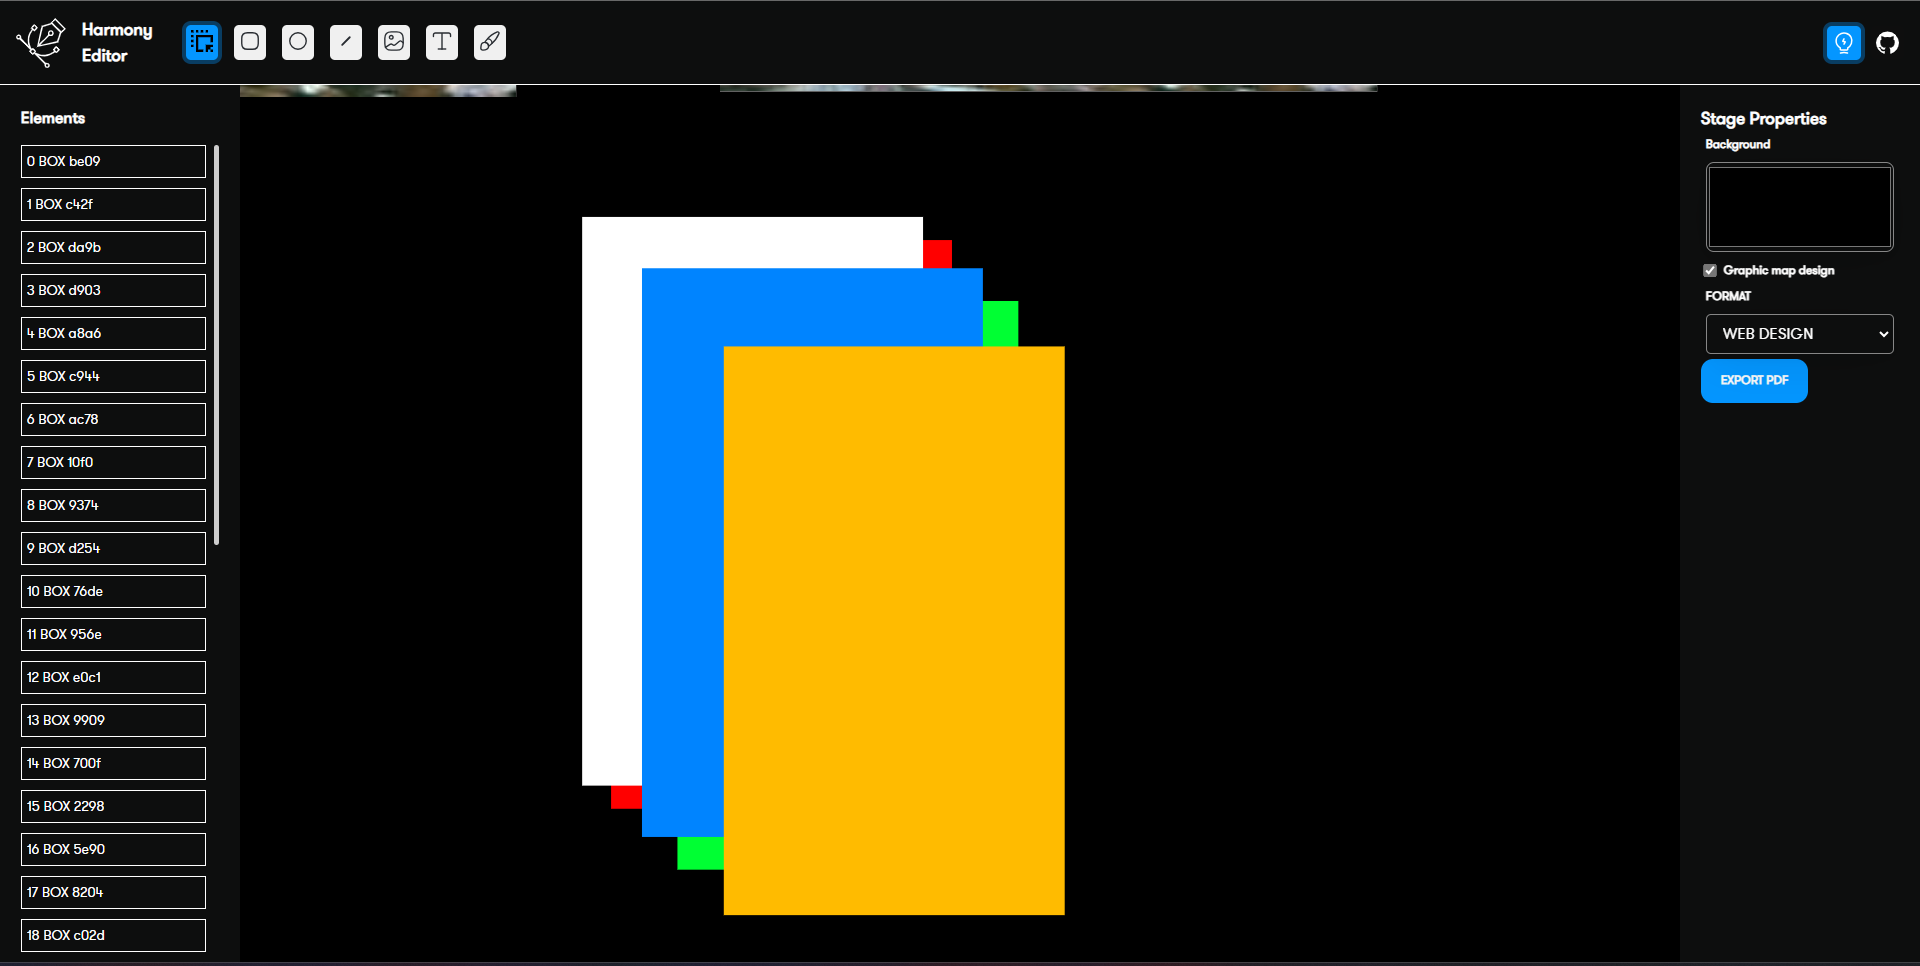 Harmony
Editor
Elements
0 BOX be09
1 BOX c42f
2 BOX da9b
3 BOX d903
4 BOX a8a6
5 BOX c944
6 BOX ac78
7 BOX 10f0
8 BOX 9374
9 BOX d254
10 BOX 76de
11 BOX 956e
12 BOX e0c1
13 BOX 9909
14 BOX 700f
15 BOX 2298
16 BOX 5e90
17 BOX 8204
18 BOX c02d
Stage Properties
Background
Graphic map design
FORMAT
WEB DESIGN
EXPORT PDF